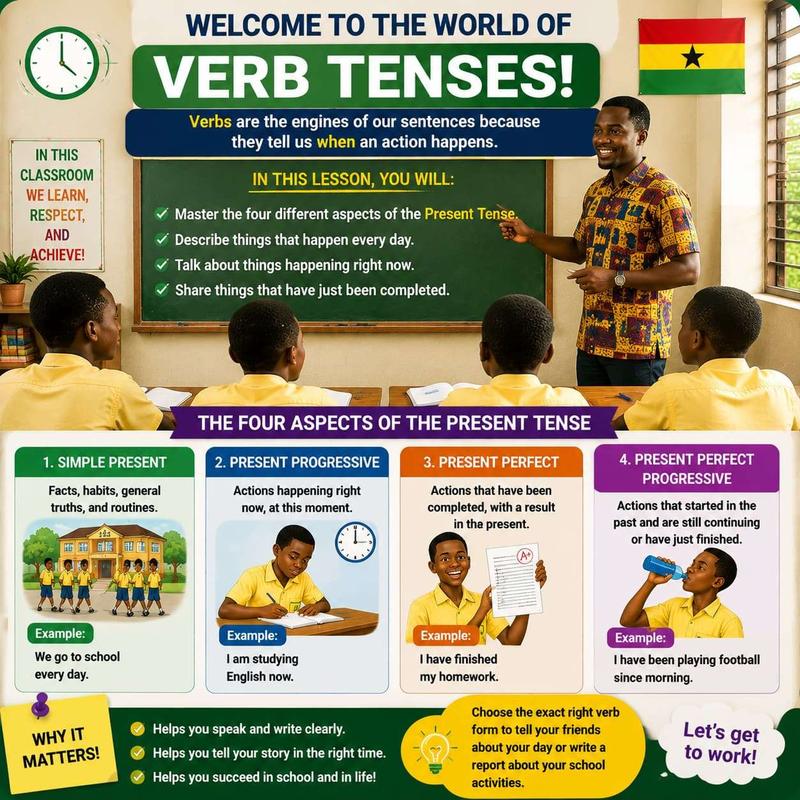 WELCOME TO THE WORLD OF
VERB TENSES!
Verbs are the engines of our sentences because
they tell us when an action happens.
IN THIS
CLASSROOM
WE LEARN,
RESPECT,
AND
ACHIEVE!
IN THIS LESSON, YOU WILL:
Master the four different aspects of the Present Tense.
Describe things that happen every day.
Talk about things happening right now.
Share things that have just been completed.
THE FOUR ASPECTS OF THE PRESENT TENSE
1. SIMPLE PRESENT
Facts, habits, general
truths, and routines.
Example:
We go to school
every day.
2. PRESENT PROGRESSIVE
Actions happening right
now, at this moment.
Example:
I am studying
English now.
3. PRESENT PERFECT
Actions that have been
completed, with a result
in the present.
A+
Example:
I have finished
my homework.
4. PRESENT PERFECT
PROGRESSIVE
Actions that started in the
past and are still continuing
or have just finished.
Example:
I have been playing football
since morning.
WHY IT
MATTERS!
Helps you speak and write clearly.
Helps you tell your story in the right time.
Helps you succeed in school and in life!
Choose the exact right verb
form to tell your friends
about your day or write a
report about your school
activities.
Let's get
to work!